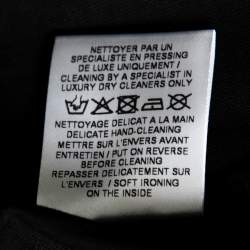 NETTOYER PAR UN
SPECIALISTE EN PRESSING
DE LUXE UNIQUEMENT /
CLEANING BY A SPECIALIST IN
LUXURY DRY CLEANERS ONLY
NETTOYAGE DELICAT A LA MAIN
DELICATE HAND-CLEANING
METTRE SUR L'ENVERS AVANT
ENTRETIEN / PUT ON REVERSE
BEFORE CLEANING
REPASSER DELICATEMENT SUR
L'ENVERS / SOFT IRONING
ON THE INSIDE